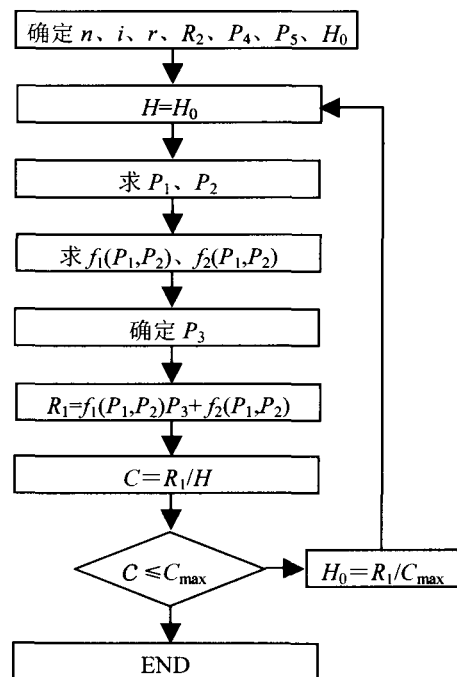 确定 n、i、r、R₂、P₄、P₅、H₀
H=H₀
求 P₁、P₂
求 f₁(P₁,P₂)、f₂(P₁,P₂)
确定 P₃
R₁=f₁(P₁,P₂)P₃+f₂(P₁,P₂)
C＝R₁/H
C ≤C_max
H₀＝R₁/C_max
END